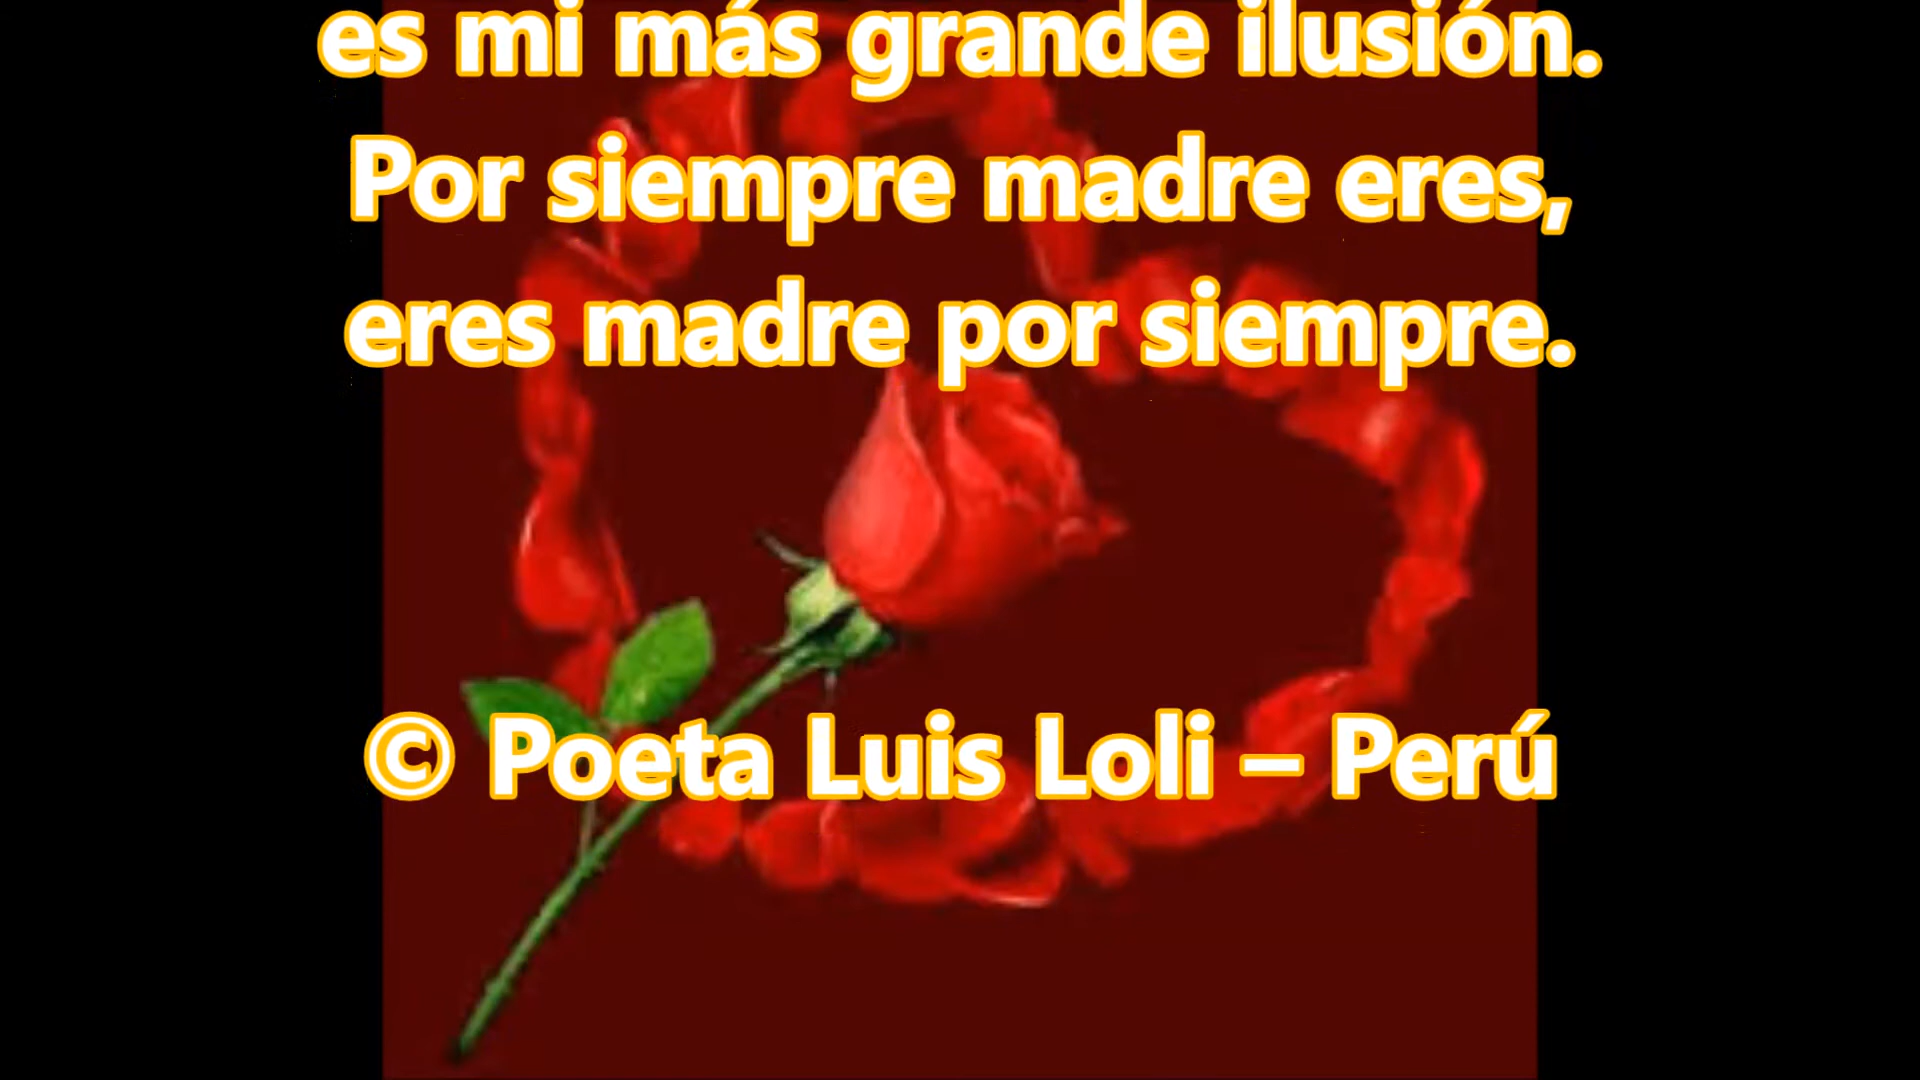 es mi más grande ilusión.
Por siempre madre eres,
eres madre por siempre.
© Poeta Luis Loli – Perú